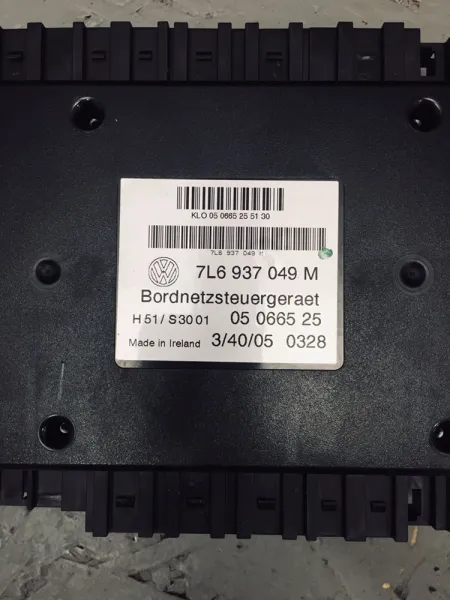 KLO 05 0665 25 51 30
7L6 937 049 M
7L6 937 049 M
Bordnetzsteuergeraet
H 51 / S30 01 05 0665 25
Made in Ireland 3/40/05 0328